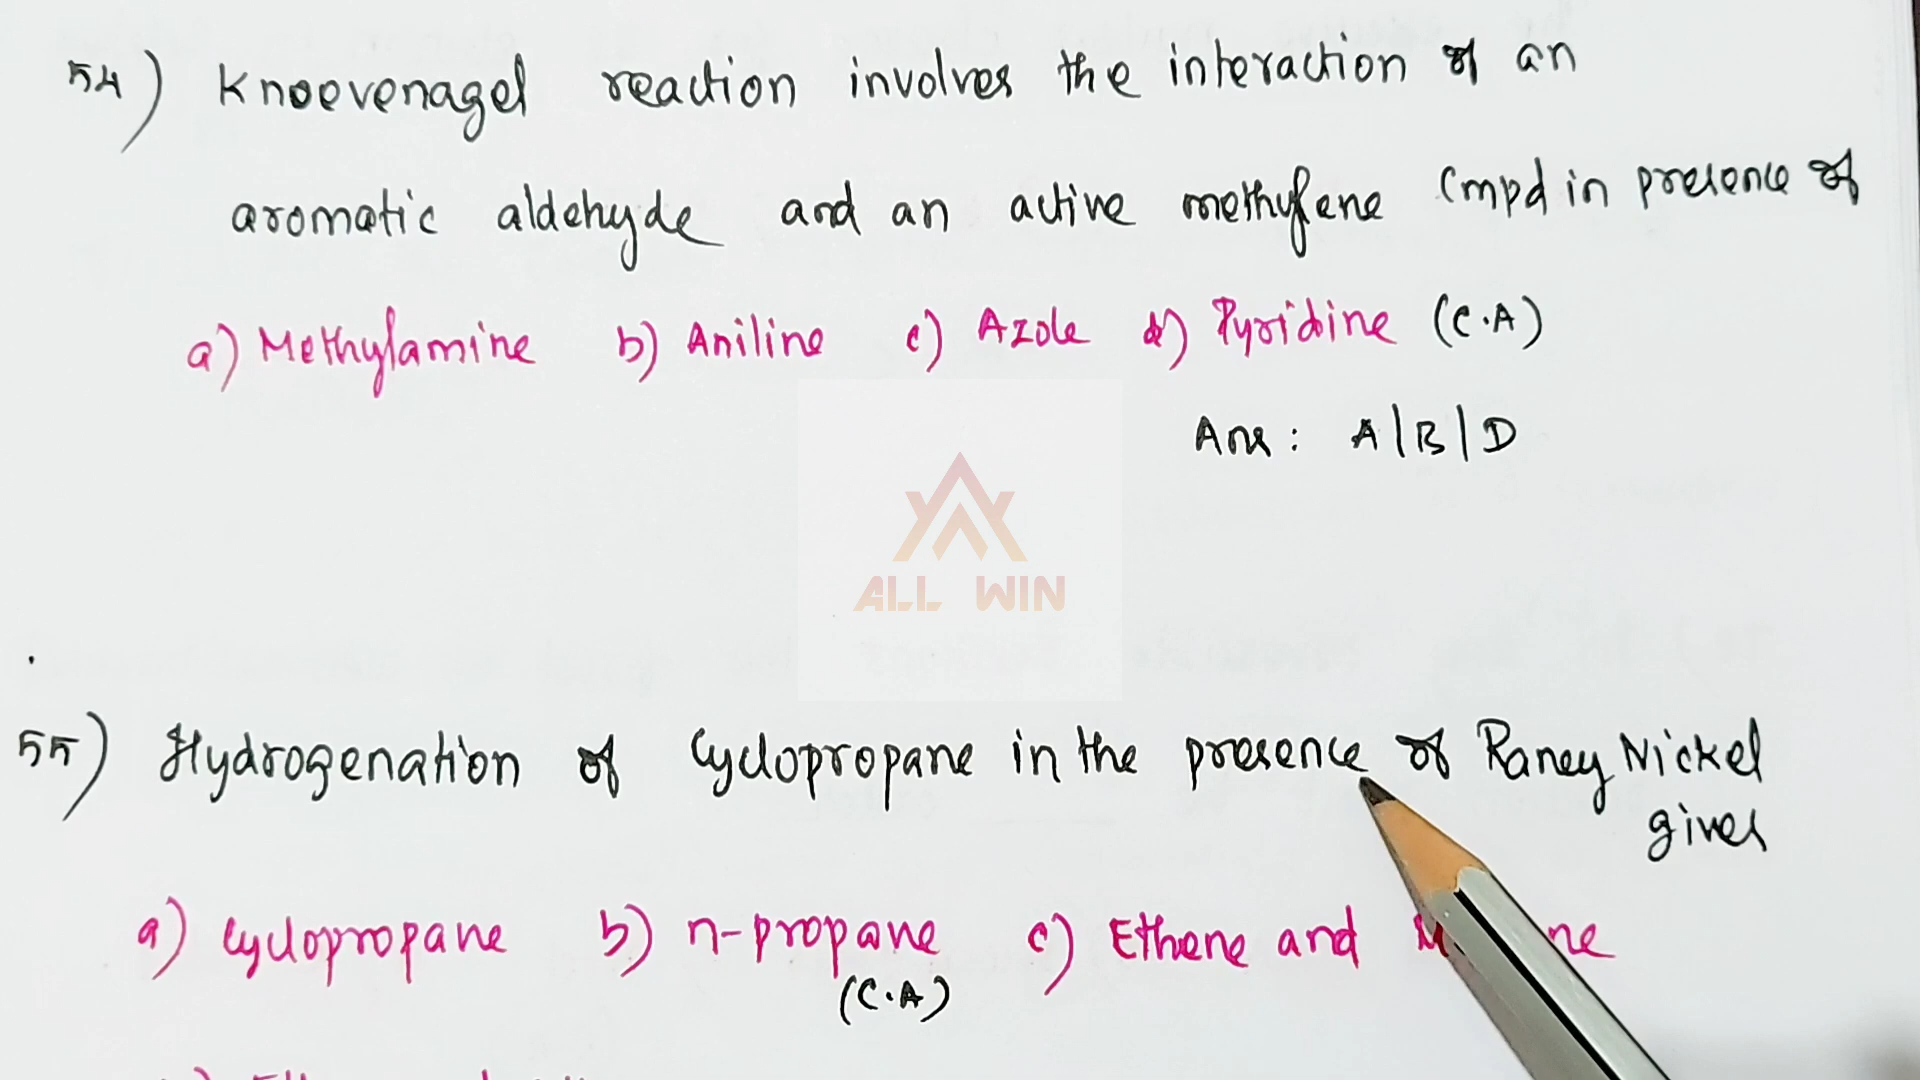 54) Knoevenagel reaction involves the interaction of an
aromatic aldehyde and an active methylene Cmpd in presence of
a) Methylamine b) Aniline c) Azole d) Pyridine (C.A)
Ans: A|B|D
ALL WIN
55) Hydrogenation of Cyclopropane in the presence of Raney Nickel
gives
a) Cyclopropane b) n-propane c) Ethene and
(C.A)